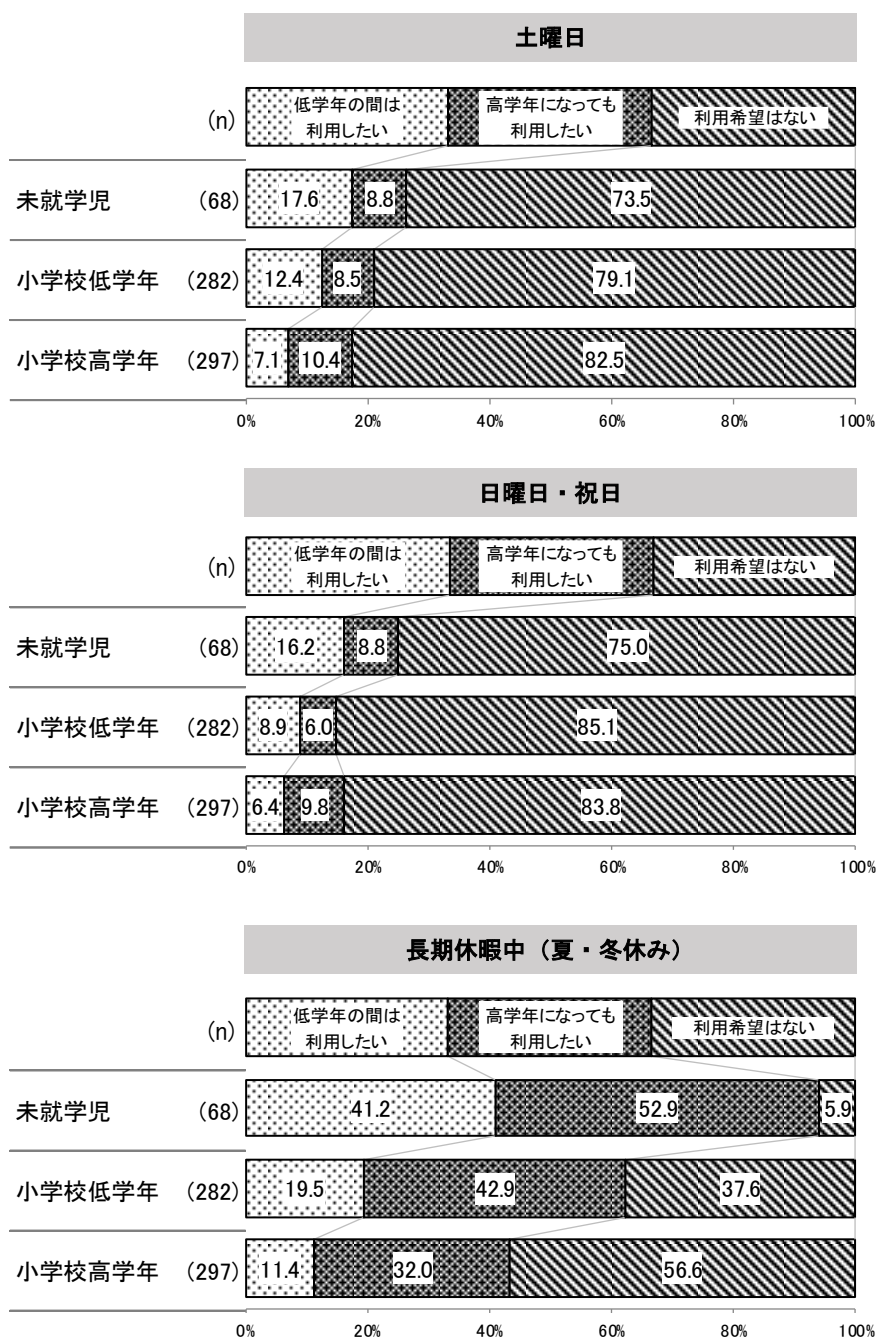 土曜日
(n)
低学年の間は
利用したい
高学年になっても
利用したい
利用希望はない
未就学児 (68) 17.6 8.8 73.5
小学校低学年 (282) 12.4 8.5 79.1
小学校高学年 (297) 7.1 10.4 82.5
0% 20% 40% 60% 80% 100%
日曜日・祝日
(n)
低学年の間は
利用したい
高学年になっても
利用したい
利用希望はない
未就学児 (68) 16.2 8.8 75.0
小学校低学年 (282) 8.9 6.0 85.1
小学校高学年 (297) 6.4 9.8 83.8
0% 20% 40% 60% 80% 100%
長期休暇中（夏・冬休み）
(n)
低学年の間は
利用したい
高学年になっても
利用したい
利用希望はない
未就学児 (68) 41.2 52.9 5.9
小学校低学年 (282) 19.5 42.9 37.6
小学校高学年 (297) 11.4 32.0 56.6
0% 20% 40% 60% 80% 100%